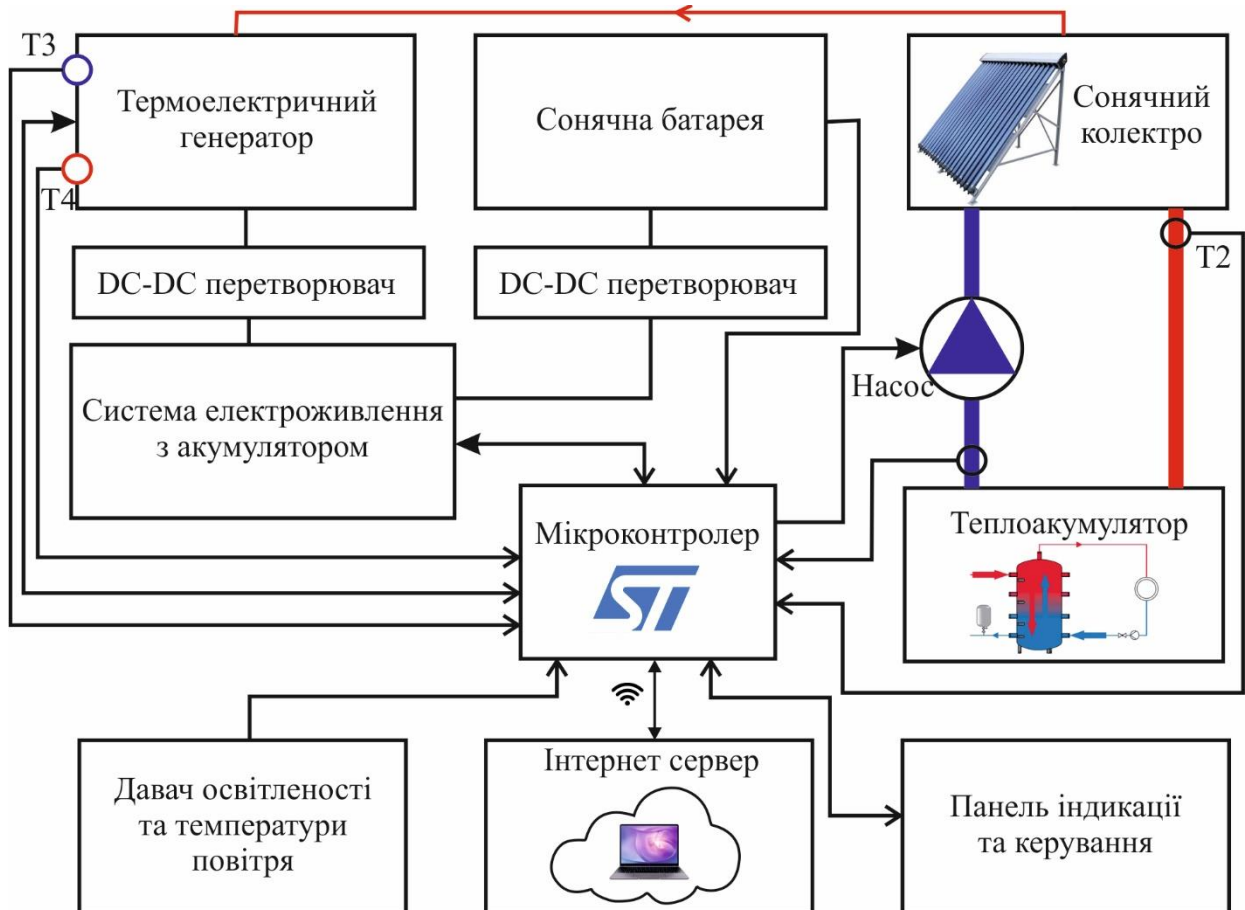 T3
Термоелектричний
генератор
T4
Сонячна батарея
Сонячний
колектро
T2
DC-DC перетворювач
DC-DC перетворювач
Насос
Система електроживлення
з акумулятором
Мікроконтролер
ST
Теплоакумулятор
Давач освітленості
та температури
повітря
Інтернет сервер
Панель індикації
та керування